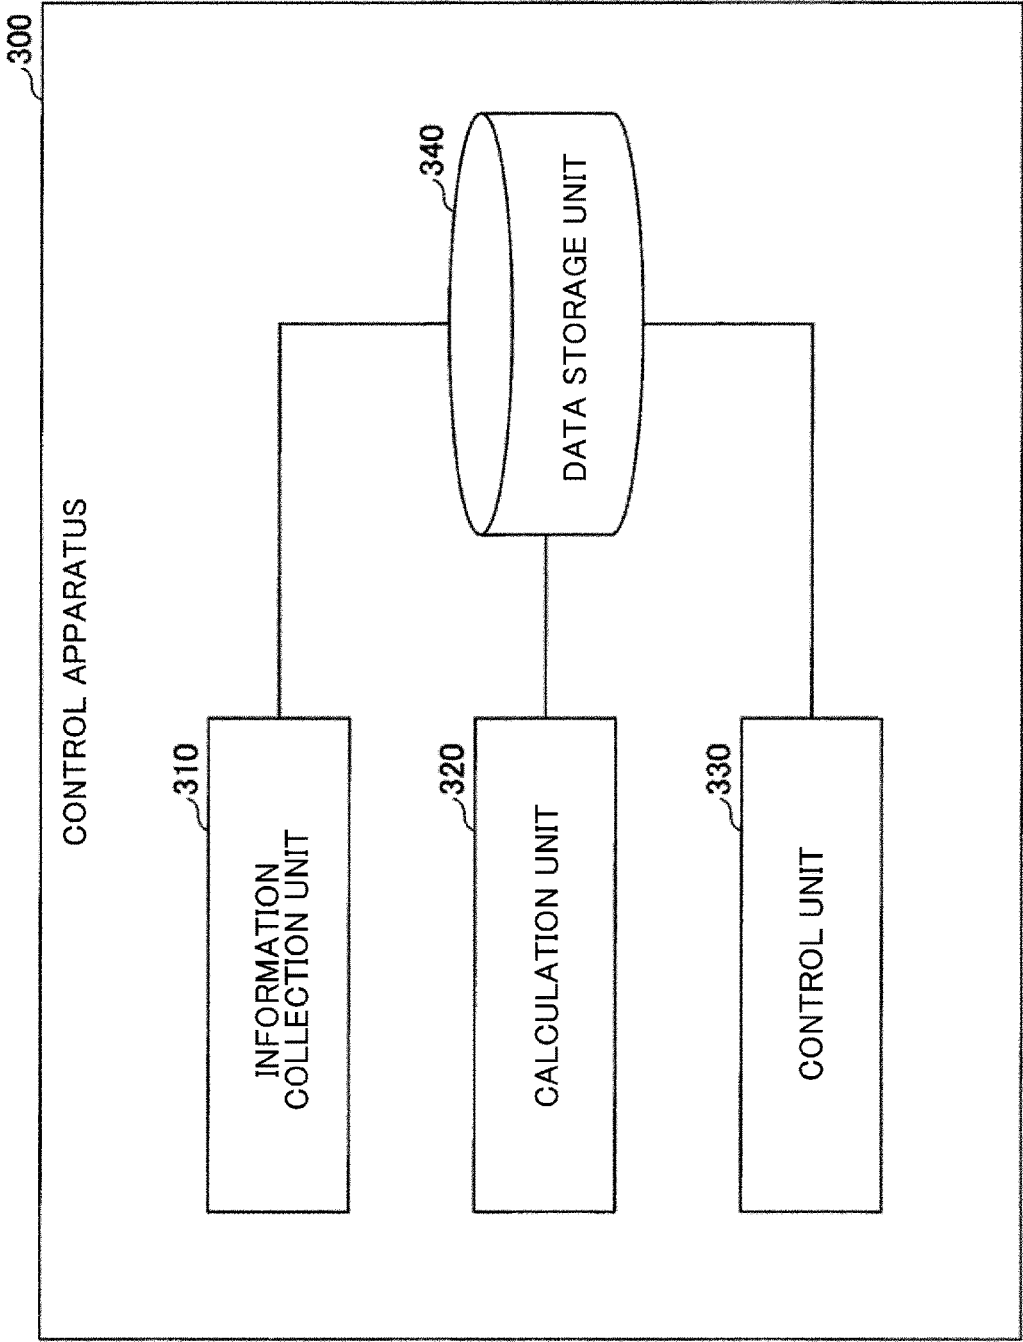 300
CONTROL APPARATUS
310
INFORMATION
COLLECTION UNIT
320
CALCULATION UNIT
330
CONTROL UNIT
340
DATA STORAGE UNIT